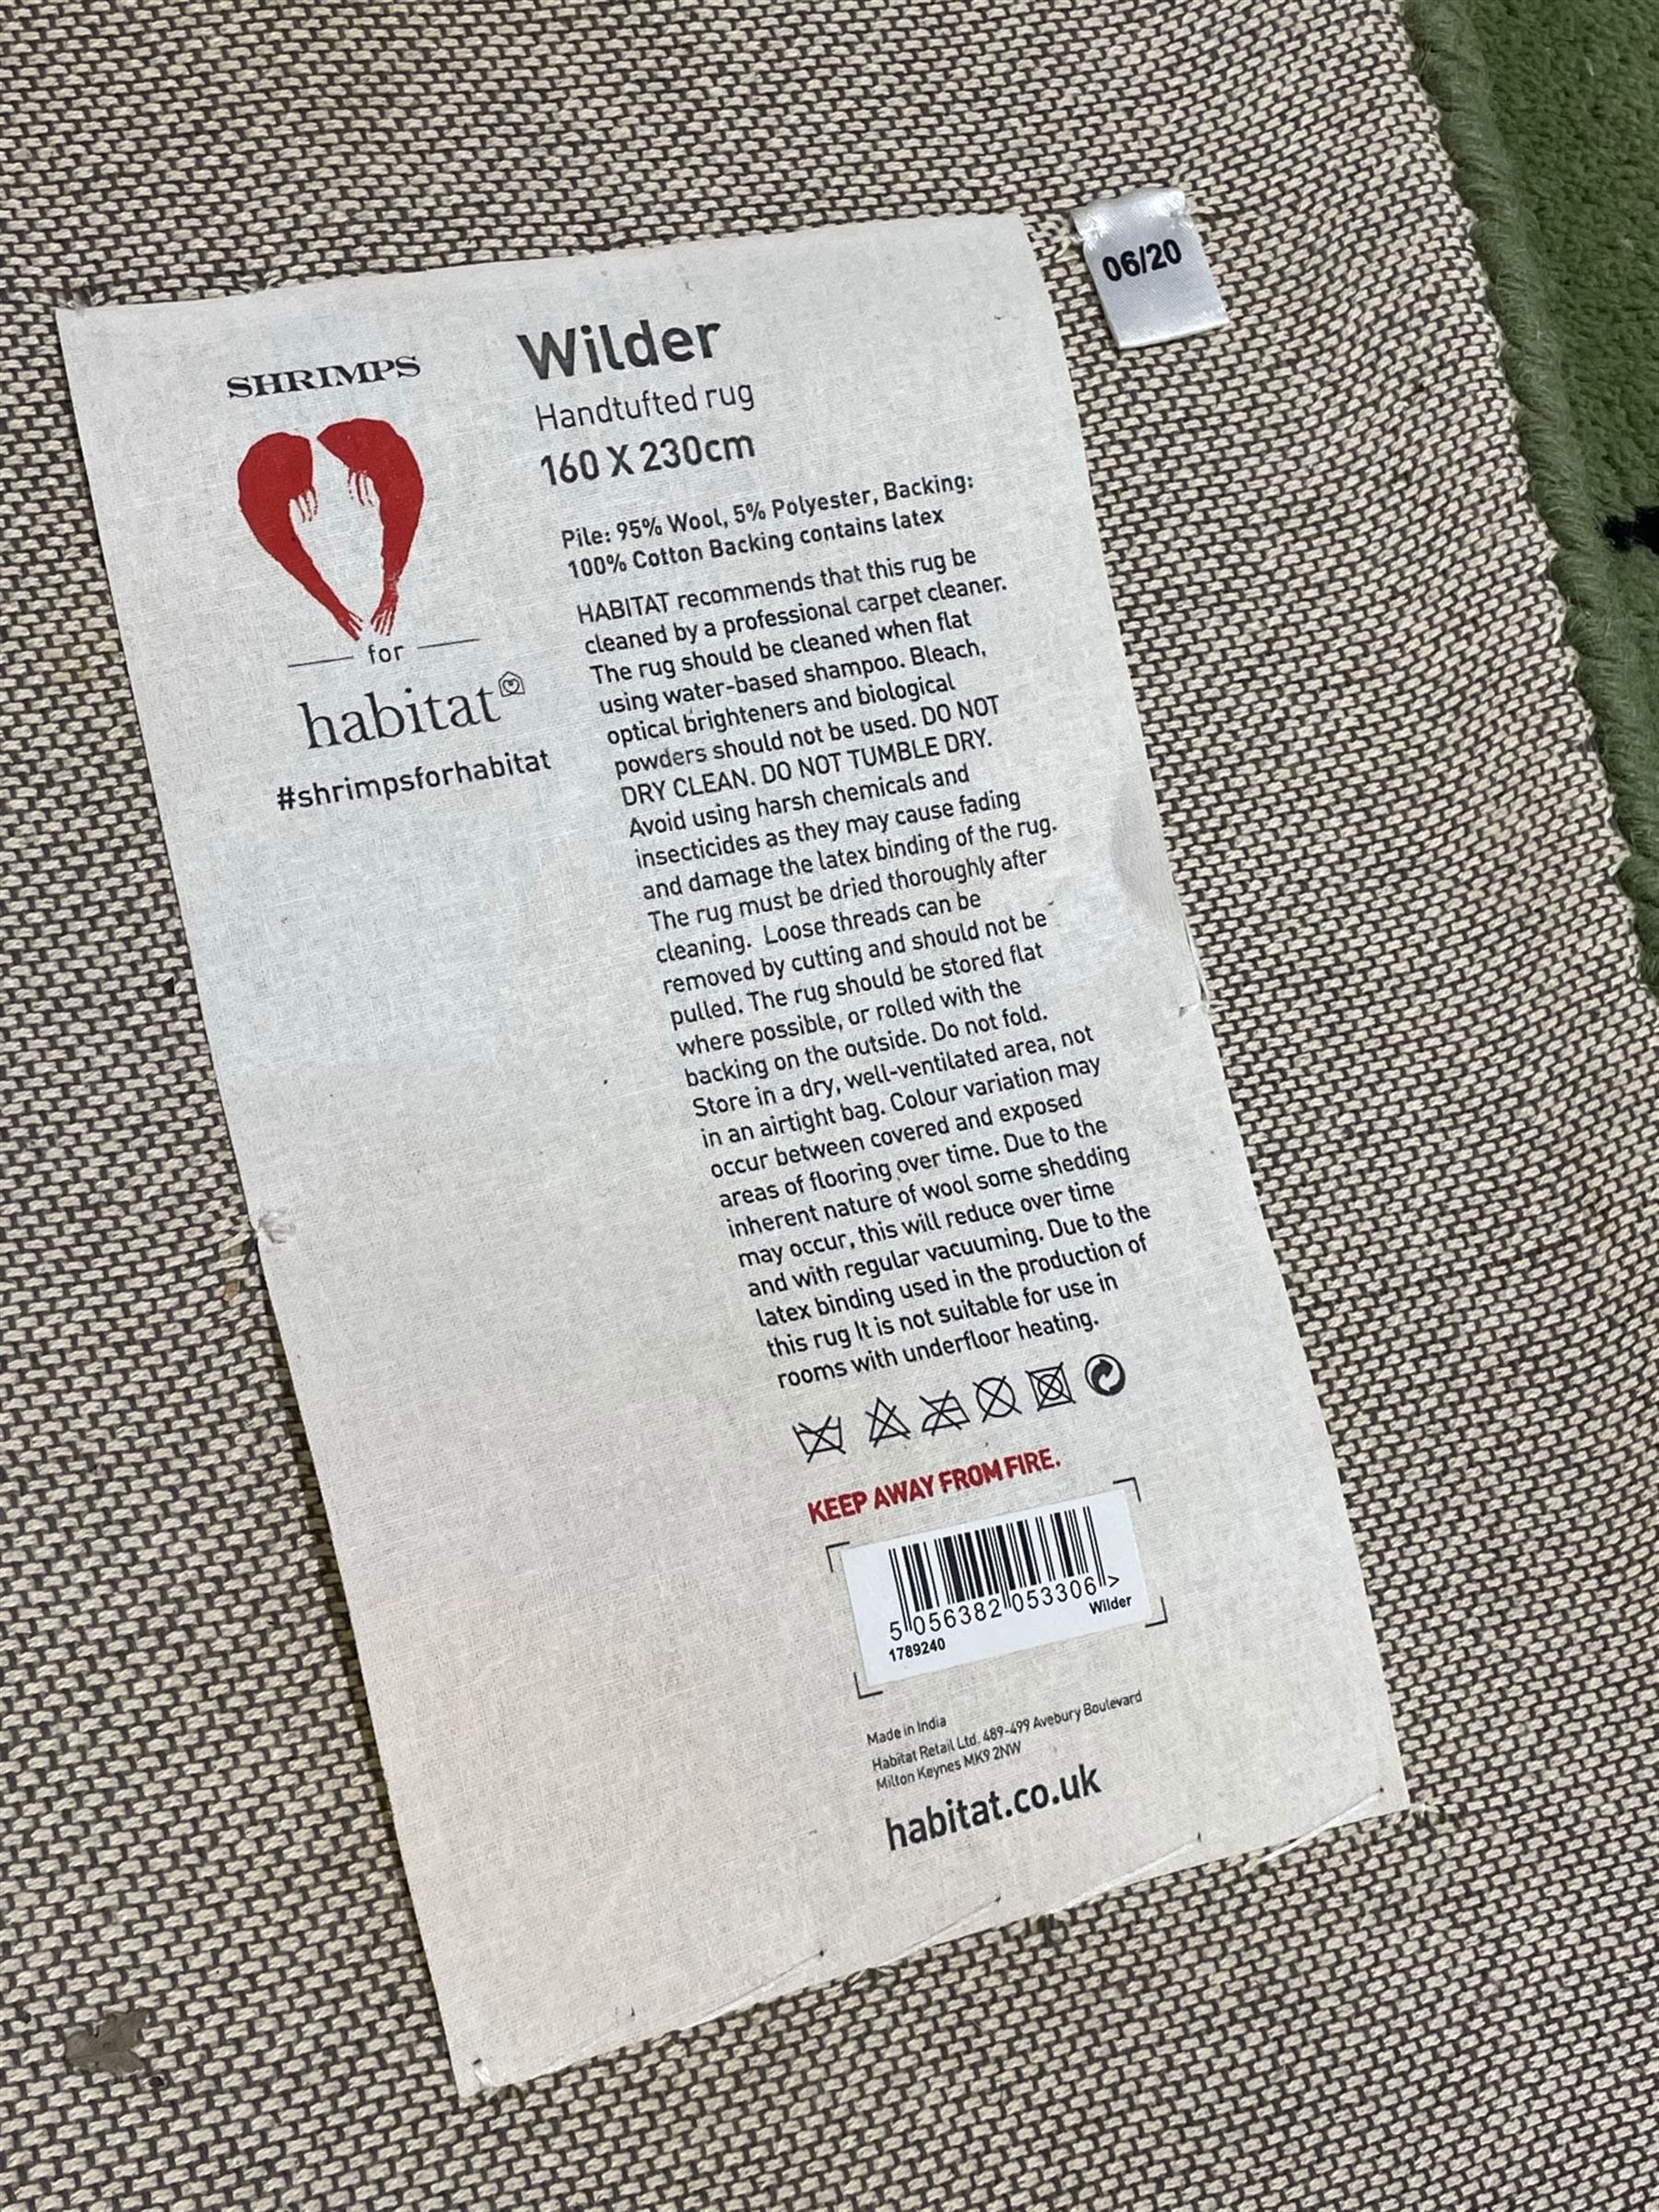 06/20
SHRIMPS
for
habitat
#shrimpsforhabitat
Wilder
Handtufted rug
160 X 230cm
Pile: 95% Wool, 5% Polyester, Backing:
100% Cotton Backing contains latex
HABITAT recommends that this rug be
cleaned by a professional carpet cleaner.
The rug should be cleaned when flat
using water-based shampoo. Bleach,
optical brighteners and biological
powders should not be used. DO NOT
DRY CLEAN. DO NOT TUMBLE DRY.
Avoid using harsh chemicals and
insecticides as they may cause fading
and damage the latex binding of the rug.
The rug must be dried thoroughly after
cleaning. Loose threads can be
removed by cutting and should not be
pulled. The rug should be stored flat
where possible, or rolled with the
backing on the outside. Do not fold.
Store in a dry, well-ventilated area, not
in an airtight bag. Colour variation may
occur between covered and exposed
areas of flooring over time. Due to the
inherent nature of wool some shedding
may occur, this will reduce over time
and with regular vacuuming. Due to the
latex binding used in the production of
this rug It is not suitable for use in
rooms with underfloor heating.
KEEP AWAY FROM FIRE.
5 056382 053306 >
1789240 Wilder
Made in India
Habitat Retail Ltd. 489-499 Avebury Boulevard
Milton Keynes MK9 2NW
habitat.co.uk